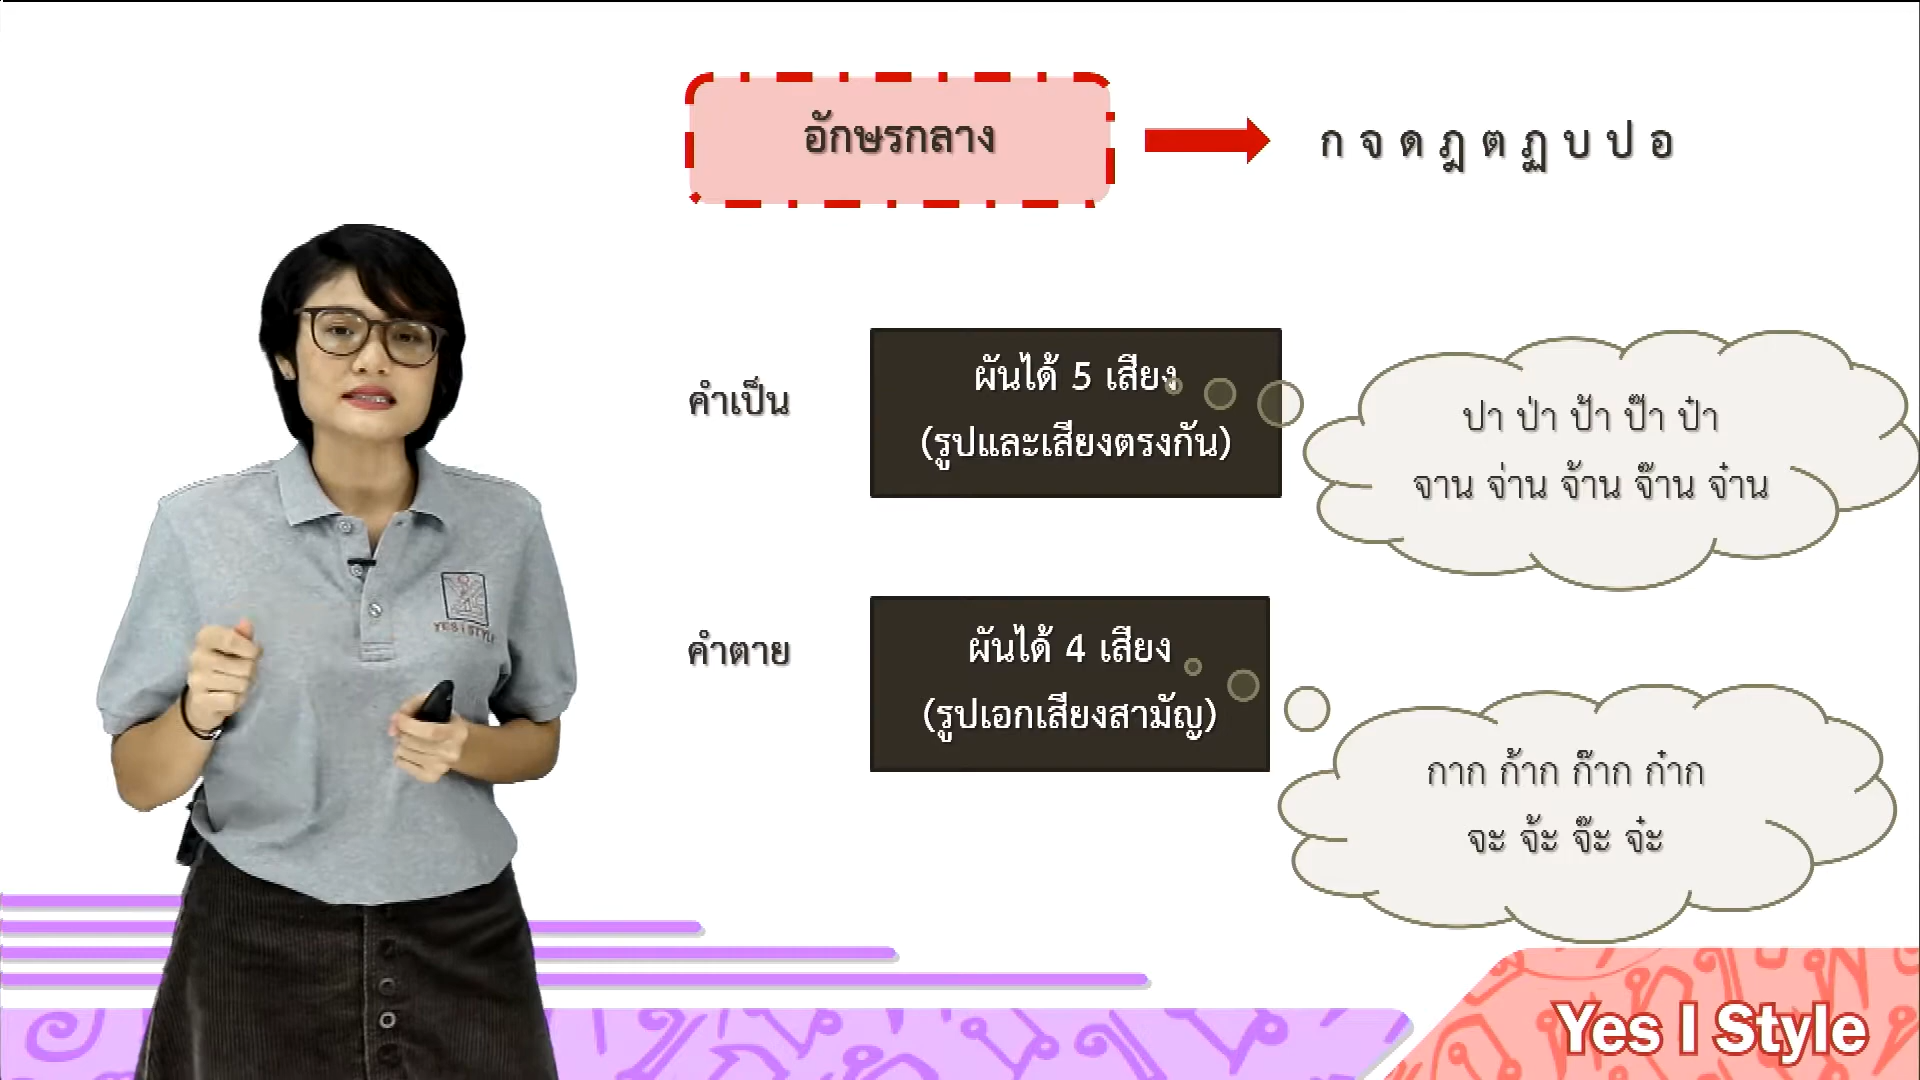 อักษรกลาง
ก จ ด ฎ ต ฏ บ ป อ
คำเป็น
ผันได้ 5 เสียง
(รูปและเสียงตรงกัน)
ปา ป่า ป้า ป๊า ป๋า
จาน จ่าน จ้าน จ๊าน จ๋าน
คำตาย
ผันได้ 4 เสียง
(รูปเอกเสียงสามัญ)
กาก ก้าก ก๊าก ก๋าก
จะ จ้ะ จ๊ะ จ๋ะ
YES I STYLE
Yes I Style